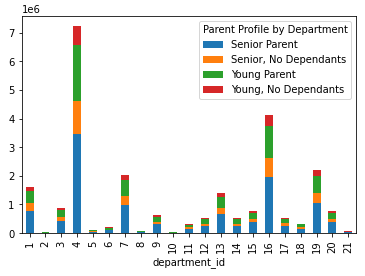 1e6
Parent Profile by Department
Senior Parent
Senior, No Dependants
Young Parent
Young, No Dependants
7
6
5
4
3
2
1
0
1 2 3 4 5 6 7 8 9 10 11 12 13 14 15 16 17 18 19 20 21
department_id